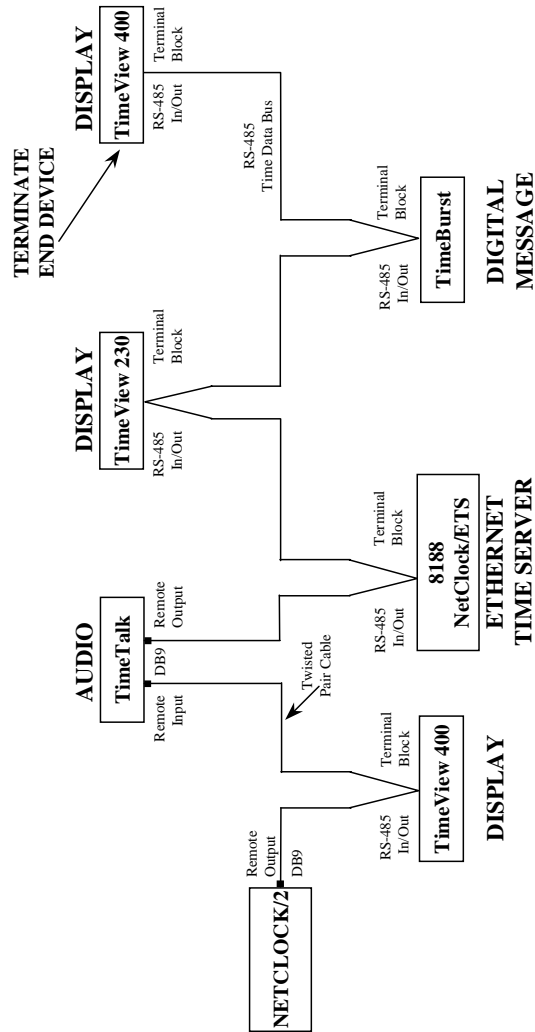 NETCLOCK/2
Remote
Output
DB9
RS-485
In/Out
Terminal
Block
TimeView 400
DISPLAY
Twisted
Pair Cable
AUDIO
TimeTalk
Remote
Input
DB9
Remote
Output
RS-485
In/Out
Terminal
Block
8188
NetClock/ETS
ETHERNET
TIME SERVER
DISPLAY
TimeView 230
RS-485
In/Out
Terminal
Block
RS-485
In/Out
Terminal
Block
TimeBurst
DIGITAL
MESSAGE
RS-485
Time Data Bus
TERMINATE
END DEVICE
DISPLAY
TimeView 400
RS-485
In/Out
Terminal
Block